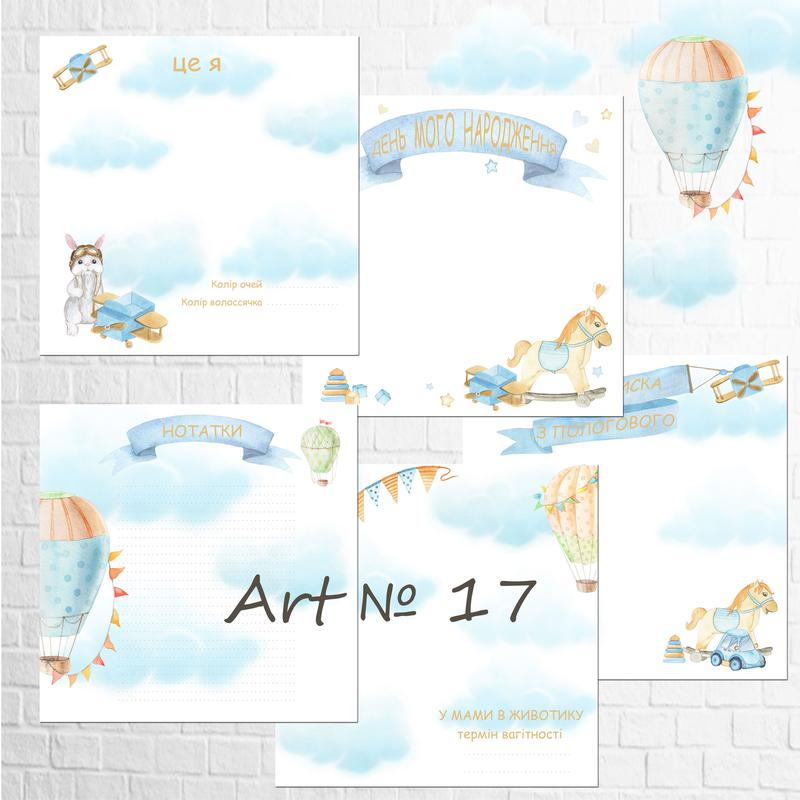 це я
Колір очей
Колір волоссячка
ДЕНЬ МОГО НАРОДЖЕННЯ
З ПОЛОГОВОГО
НОТАТКИ
Art № 17
У МАМИ В ЖИВОТИКУ
термін вагітності